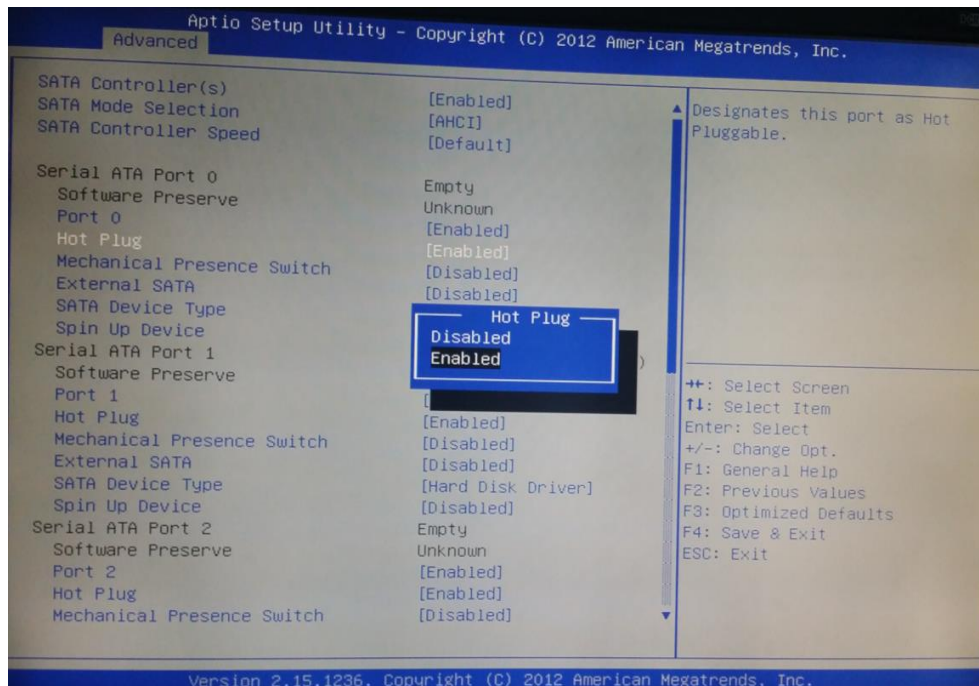 Aptio Setup Utility – Copyright (C) 2012 American Megatrends, Inc.
Advanced
SATA Controller(s) [Enabled]
SATA Mode Selection [AHCI]
SATA Controller Speed [Default]
Serial ATA Port 0 Empty
Software Preserve Unknown
Port 0 [Enabled]
Hot Plug [Enabled]
Mechanical Presence Switch [Disabled]
External SATA [Disabled]
SATA Device Type
Spin Up Device
Serial ATA Port 1
Software Preserve
Port 1 [
Hot Plug [Enabled]
Mechanical Presence Switch [Disabled]
External SATA [Disabled]
SATA Device Type [Hard Disk Driver]
Spin Up Device [Disabled]
Serial ATA Port 2 Empty
Software Preserve Unknown
Port 2 [Enabled]
Hot Plug [Enabled]
Mechanical Presence Switch [Disabled]
Hot Plug
Disabled
Enabled
)
Designates this port as Hot
Pluggable.
→←: Select Screen
↑↓: Select Item
Enter: Select
+/-: Change Opt.
F1: General Help
F2: Previous Values
F3: Optimized Defaults
F4: Save & Exit
ESC: Exit
Version 2.15.1236. Copyright (C) 2012 American Megatrends, Inc.